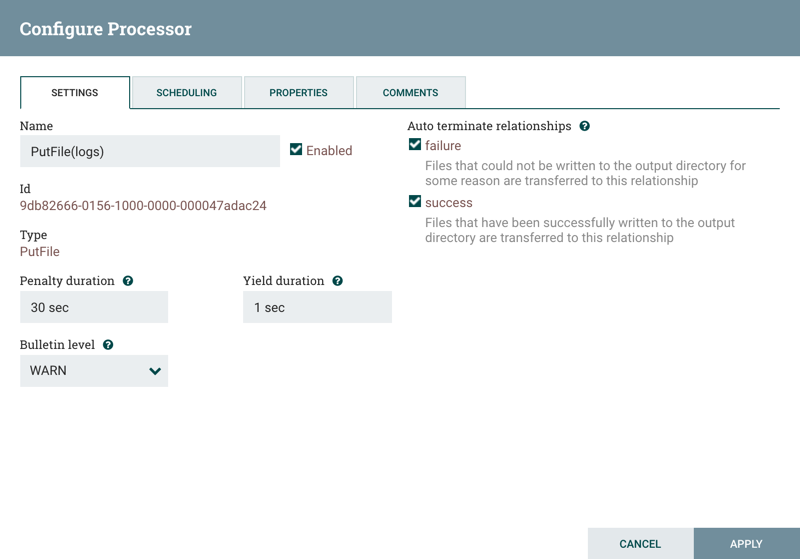 Configure Processor
SETTINGS
SCHEDULING
PROPERTIES
COMMENTS
Name
PutFile(logs)
Enabled
Id
9db82666-0156-1000-0000-000047adac24
Type
PutFile
Penalty duration ?
Yield duration ?
30 sec
1 sec
Bulletin level ?
WARN
Auto terminate relationships ?
failure
Files that could not be written to the output directory for
some reason are transferred to this relationship
success
Files that have been successfully written to the output
directory are transferred to this relationship
CANCEL
APPLY